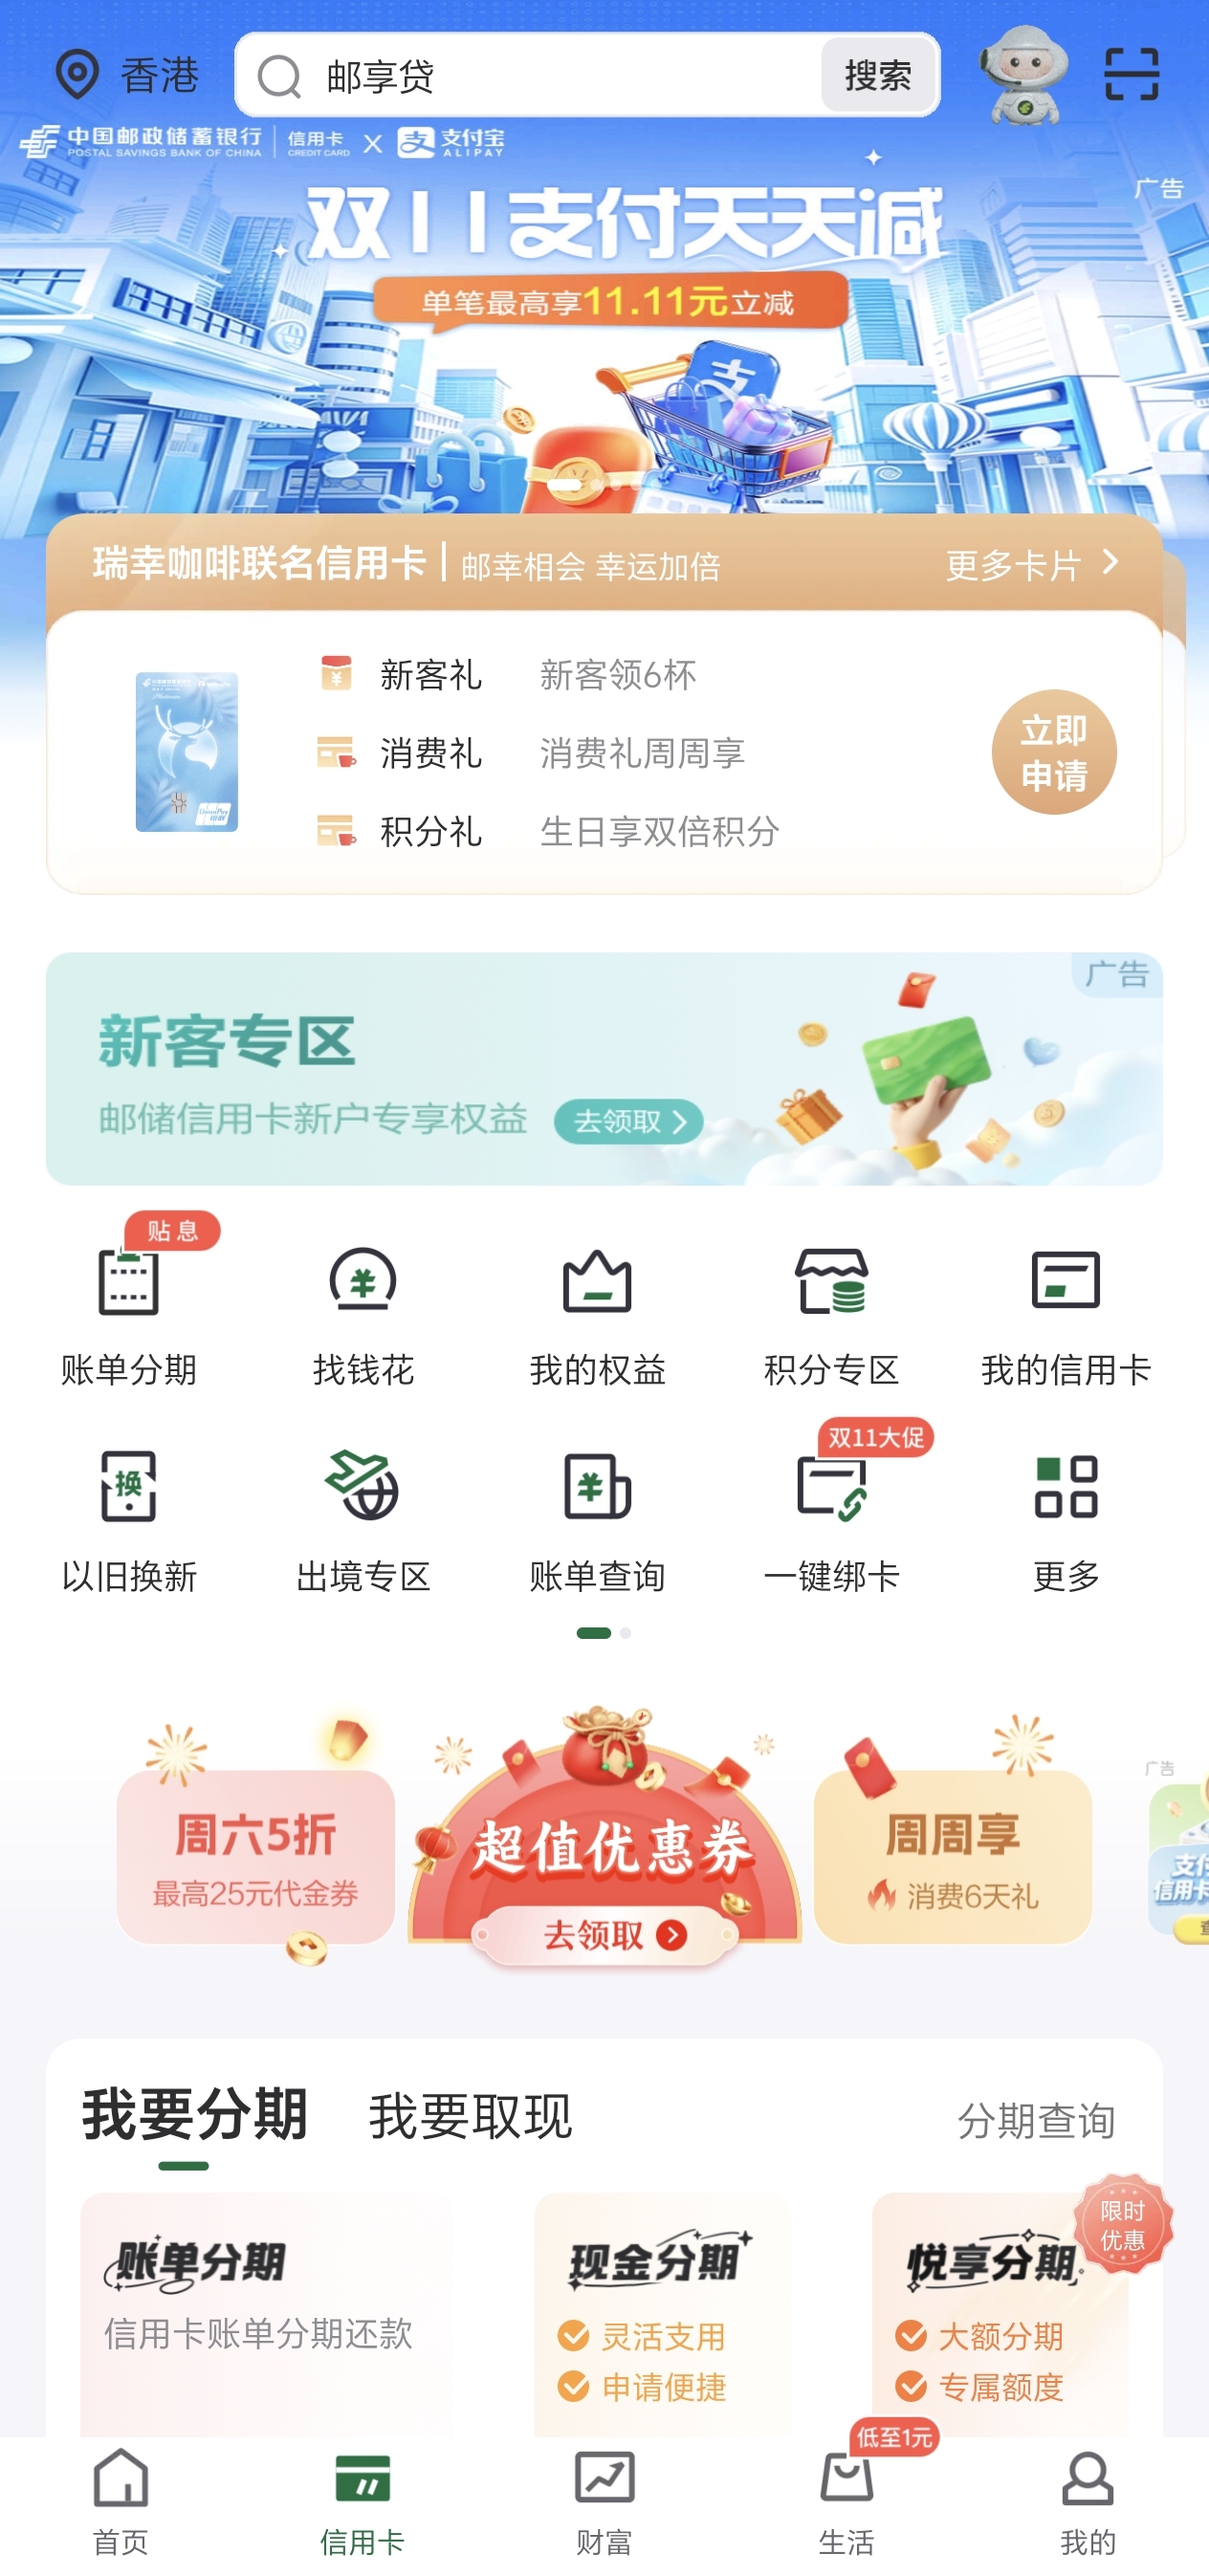 香港
邮享贷
搜索
中国邮政储蓄银行 信用卡 X 支 支付宝
POSTAL SAVINGS BANK OF CHINA CREDIT CARD ALIPAY
广告
双11支付天天减
单笔最高享11.11元立减
支
瑞幸咖啡联名信用卡 邮幸相会 幸运加倍 更多卡片
新客礼 新客领6杯
消费礼 消费礼周周享
积分礼 生日享双倍积分
立即
申请
广告
新客专区
邮储信用卡新户专享权益 去领取
贴息
账单分期 找钱花 我的权益 积分专区 我的信用卡
双11大促
换
以旧换新 出境专区 账单查询 一键绑卡 更多
广告
周六5折
最高25元代金券
超值优惠券
去领取
周周享
消费6天礼
支付
信用卡
我要分期 我要取现 分期查询
限时
优惠
账单分期
信用卡账单分期还款
现金分期
灵活支用
申请便捷
悦享分期
大额分期
专属额度
低至1元
首页 信用卡 财富 生活 我的